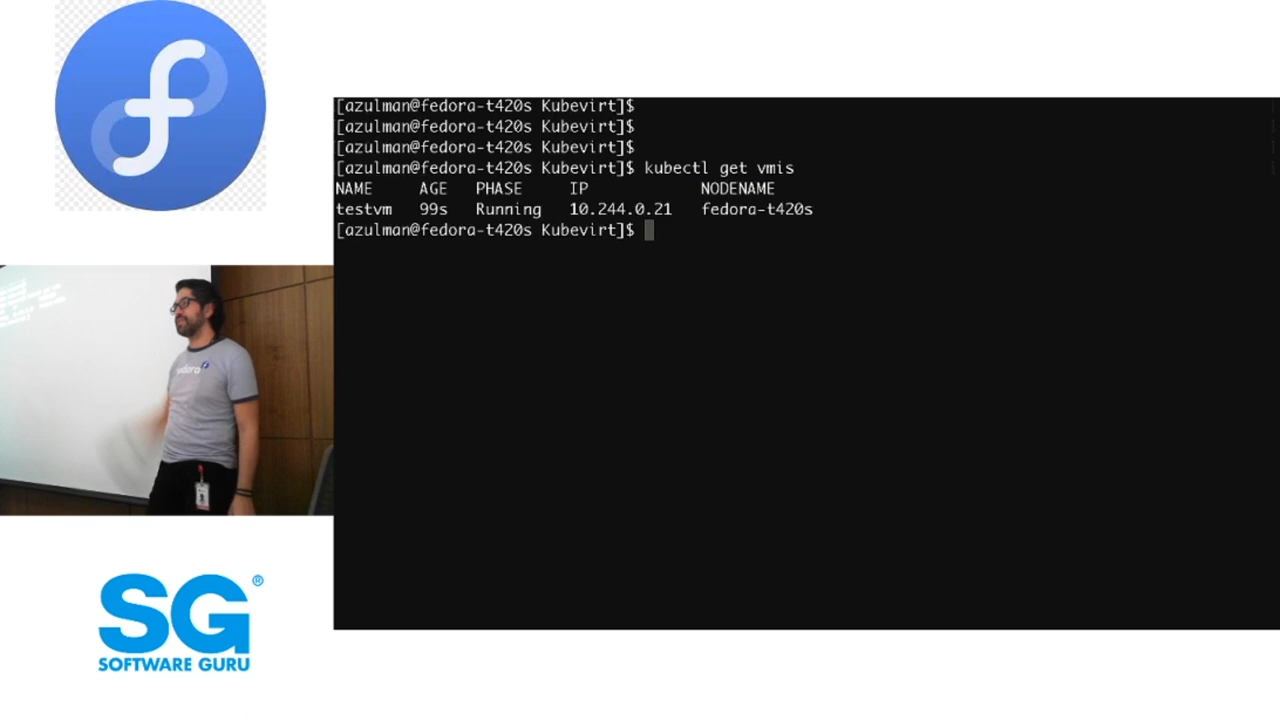 [azulman@fedora-t420s Kubevirt]$
[azulman@fedora-t420s Kubevirt]$
[azulman@fedora-t420s Kubevirt]$
[azulman@fedora-t420s Kubevirt]$ kubectl get vmis
NAME AGE PHASE IP NODENAME
testvm 99s Running 10.244.0.21 fedora-t420s
[azulman@fedora-t420s Kubevirt]$
fedora
SG®
SOFTWARE GURU